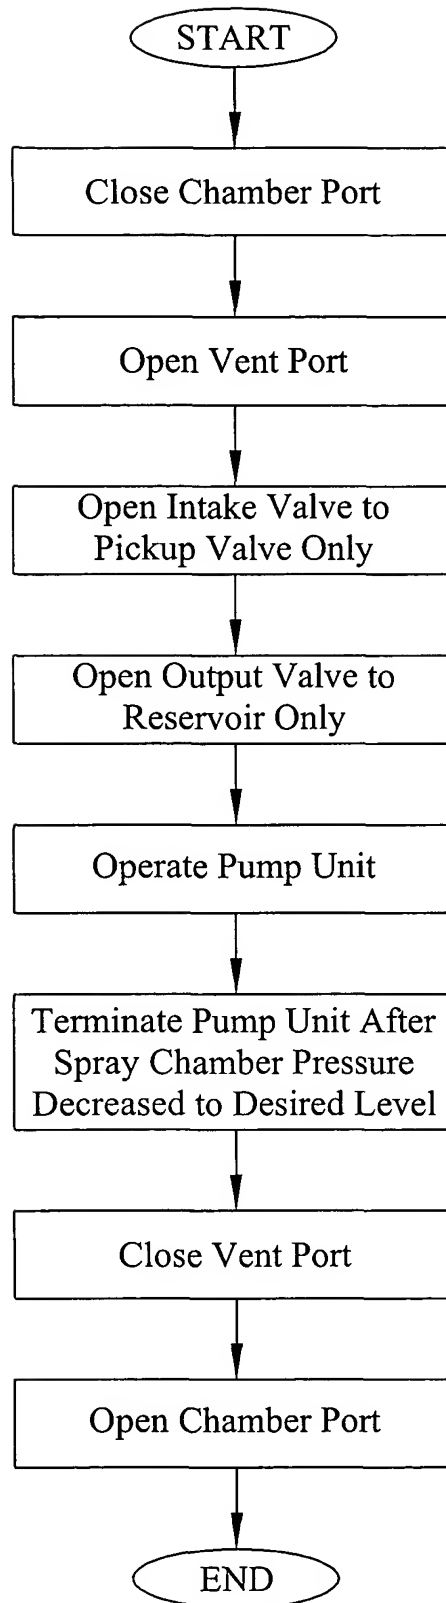 START
Close Chamber Port
Open Vent Port
Open Intake Valve to
Pickup Valve Only
Open Output Valve to
Reservoir Only
Operate Pump Unit
Terminate Pump Unit After
Spray Chamber Pressure
Decreased to Desired Level
Close Vent Port
Open Chamber Port
END